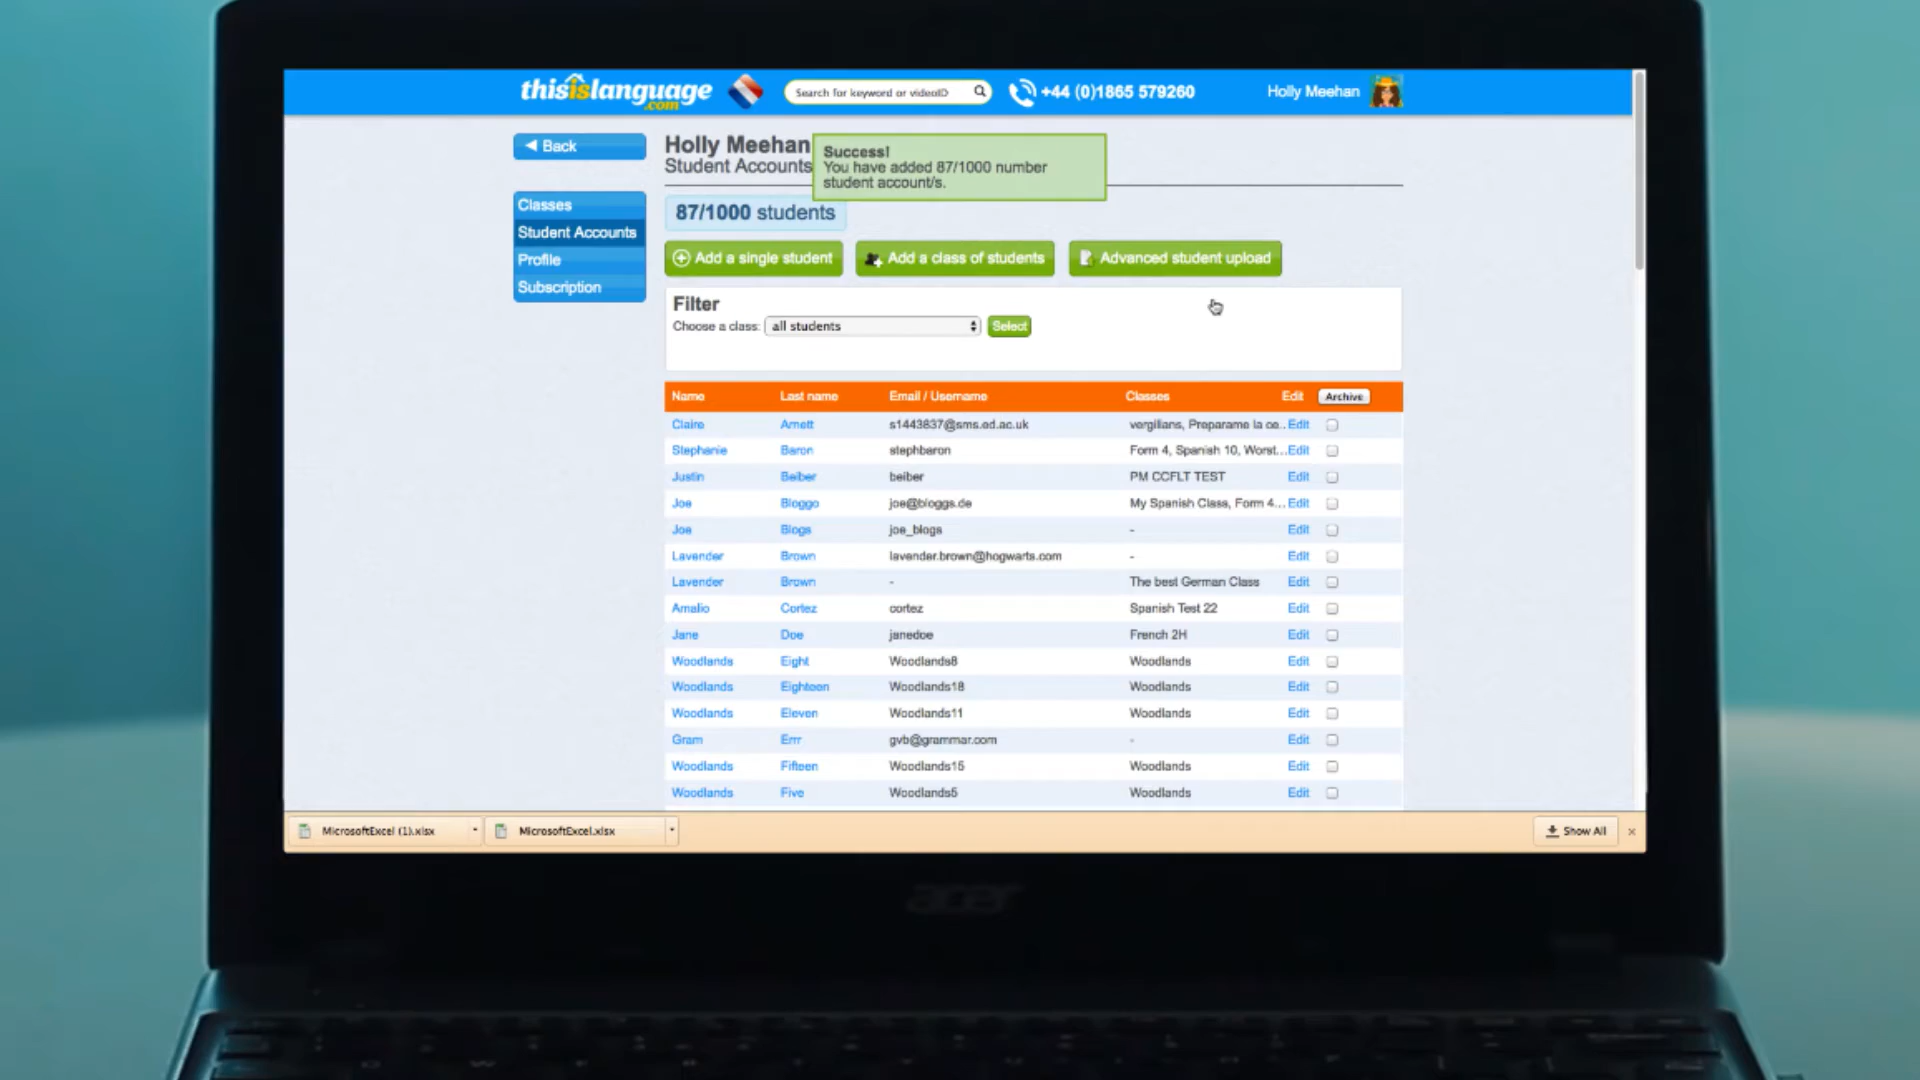 thisislanguage
.com
Search for keyword or videoID
+44 (0)1865 579260
Holly Meehan
Back
Holly Meehan
Student Accounts
Success!
You have added 87/1000 number
student account/s.
Classes
Student Accounts
Profile
Subscription
87/1000 students
Add a single student
Add a class of students
Advanced student upload
Filter
Choose a class: all students Select
Name Last name Email / Username Classes Edit Archive
Claire Arnett s1443637@sms.ed.ac.uk vergilians, Preparame la ce.. Edit
Stephanie Baron stephbaron Form 4, Spanish 10, Worst... Edit
Justin Beiber beiber PM CCFLT TEST Edit
Joe Bloggo joe@bloggs.de My Spanish Class, Form 4... Edit
Joe Blogs joe_blogs - Edit
Lavender Brown lavender.brown@hogwarts.com - Edit
Lavender Brown - The best German Class Edit
Amalio Cortez cortez Spanish Test 22 Edit
Jane Doe janedoe French 2H Edit
Woodlands Eight Woodlands8 Woodlands Edit
Woodlands Eighteen Woodlands18 Woodlands Edit
Woodlands Eleven Woodlands11 Woodlands Edit
Gram Errr gvb@grammar.com - Edit
Woodlands Fifteen Woodlands15 Woodlands Edit
Woodlands Five Woodlands5 Woodlands Edit
MicrosoftExcel (1).xlsx
MicrosoftExcel.xlsx
Show All
acer